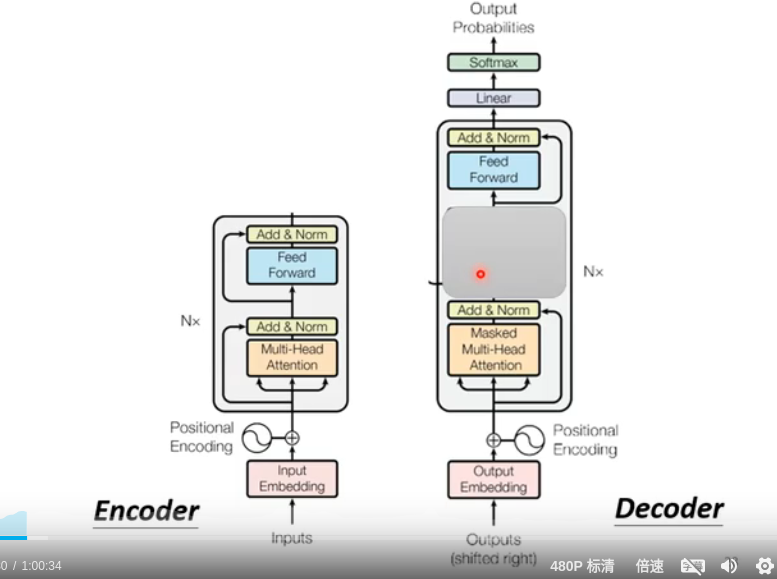 Output
Probabilities
Softmax
Linear
Add & Norm
Feed
Forward
Add & Norm
Masked
Multi-Head
Attention
Nx
Positional
Encoding
Output
Embedding
Outputs
(shifted right)
Decoder
Add & Norm
Feed
Forward
Add & Norm
Multi-Head
Attention
Nx
Positional
Encoding
Input
Embedding
Inputs
Encoder
0 / 1:00:34
480P 标清
倍速